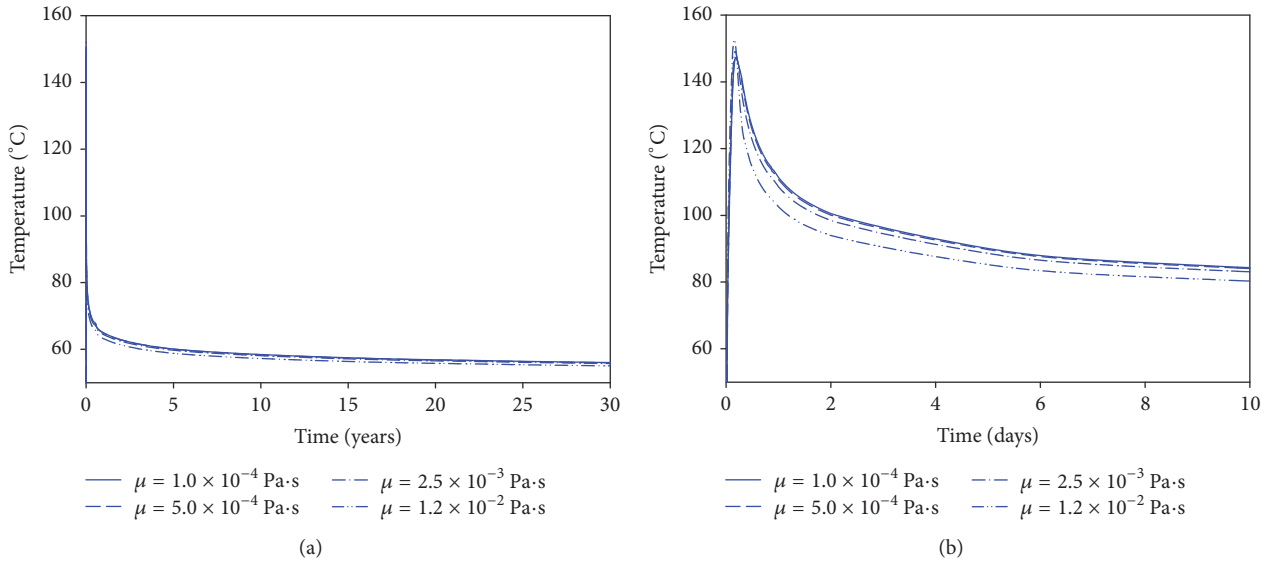 160
140
120
100
80
60
Temperature (°C)
0
5
10
15
20
25
30
Time (years)
μ = 1.0 × 10⁻⁴ Pa·s
μ = 5.0 × 10⁻⁴ Pa·s
μ = 2.5 × 10⁻³ Pa·s
μ = 1.2 × 10⁻² Pa·s
(a)
160
140
120
100
80
60
Temperature (°C)
0
2
4
6
8
10
Time (days)
μ = 1.0 × 10⁻⁴ Pa·s
μ = 5.0 × 10⁻⁴ Pa·s
μ = 2.5 × 10⁻³ Pa·s
μ = 1.2 × 10⁻² Pa·s
(b)